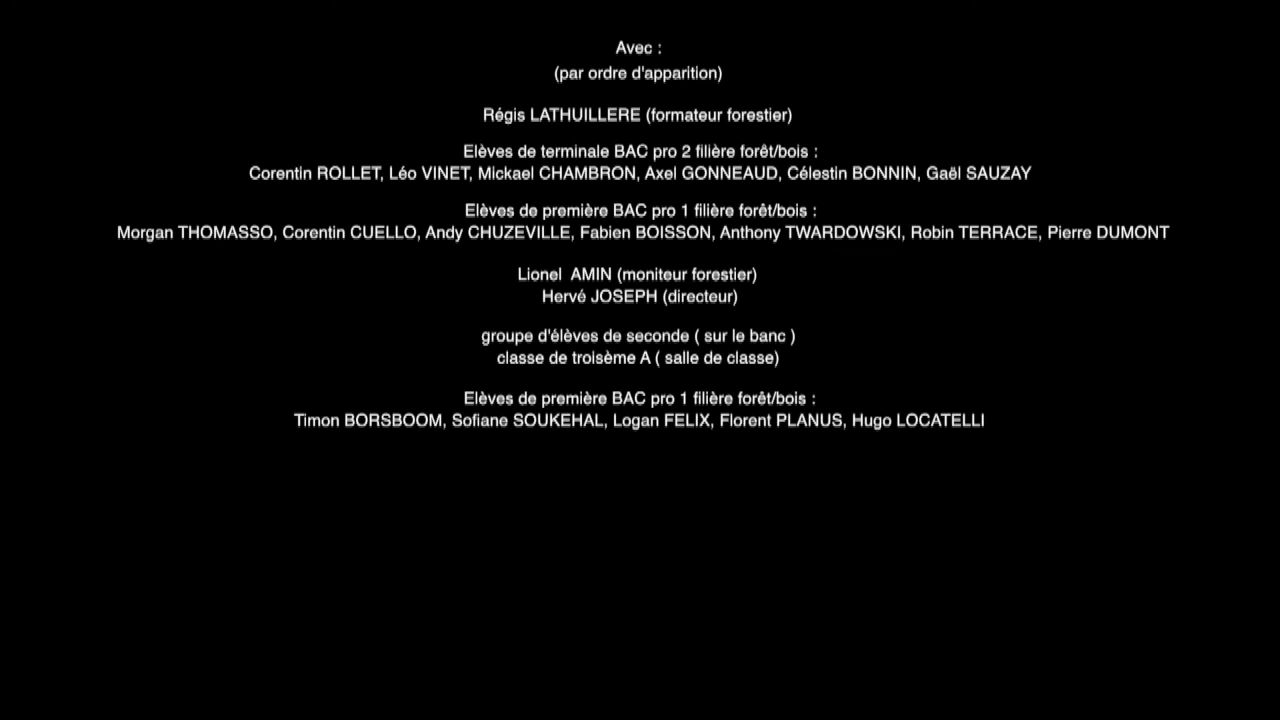 Avec :
(par ordre d'apparition)
Régis LATHUILLERE (formateur forestier)
Elèves de terminale BAC pro 2 filière forêt/bois :
Corentin ROLLET, Léo VINET, Mickael CHAMBRON, Axel GONNEAUD, Célestin BONNIN, Gaël SAUZAY
Elèves de première BAC pro 1 filière forêt/bois :
Morgan THOMASSO, Corentin CUELLO, Andy CHUZEVILLE, Fabien BOISSON, Anthony TWARDOWSKI, Robin TERRACE, Pierre DUMONT
Lionel  AMIN (moniteur forestier)
Hervé JOSEPH (directeur)
groupe d'élèves de seconde ( sur le banc )
classe de troisème A ( salle de classe)
Elèves de première BAC pro 1 filière forêt/bois :
Timon BORSBOOM, Sofiane SOUKEHAL, Logan FELIX, Florent PLANUS, Hugo LOCATELLI